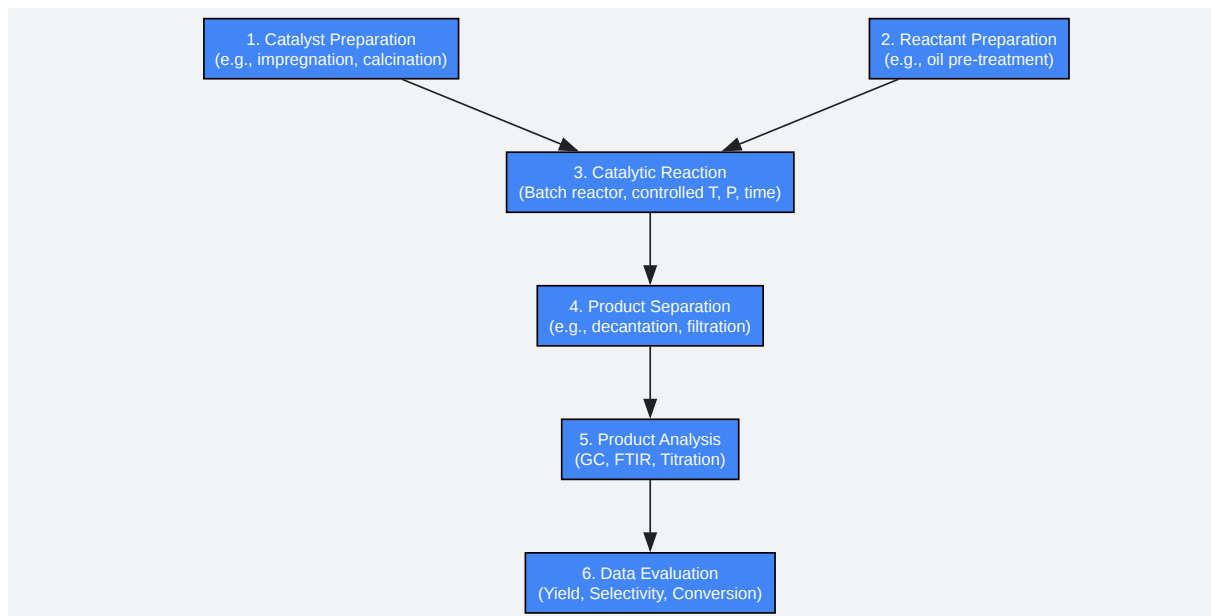 1. Catalyst Preparation
(e.g., impregnation, calcination)
2. Reactant Preparation
(e.g., oil pre-treatment)
3. Catalytic Reaction
(Batch reactor, controlled T, P, time)
4. Product Separation
(e.g., decantation, filtration)
5. Product Analysis
(GC, FTIR, Titration)
6. Data Evaluation
(Yield, Selectivity, Conversion)